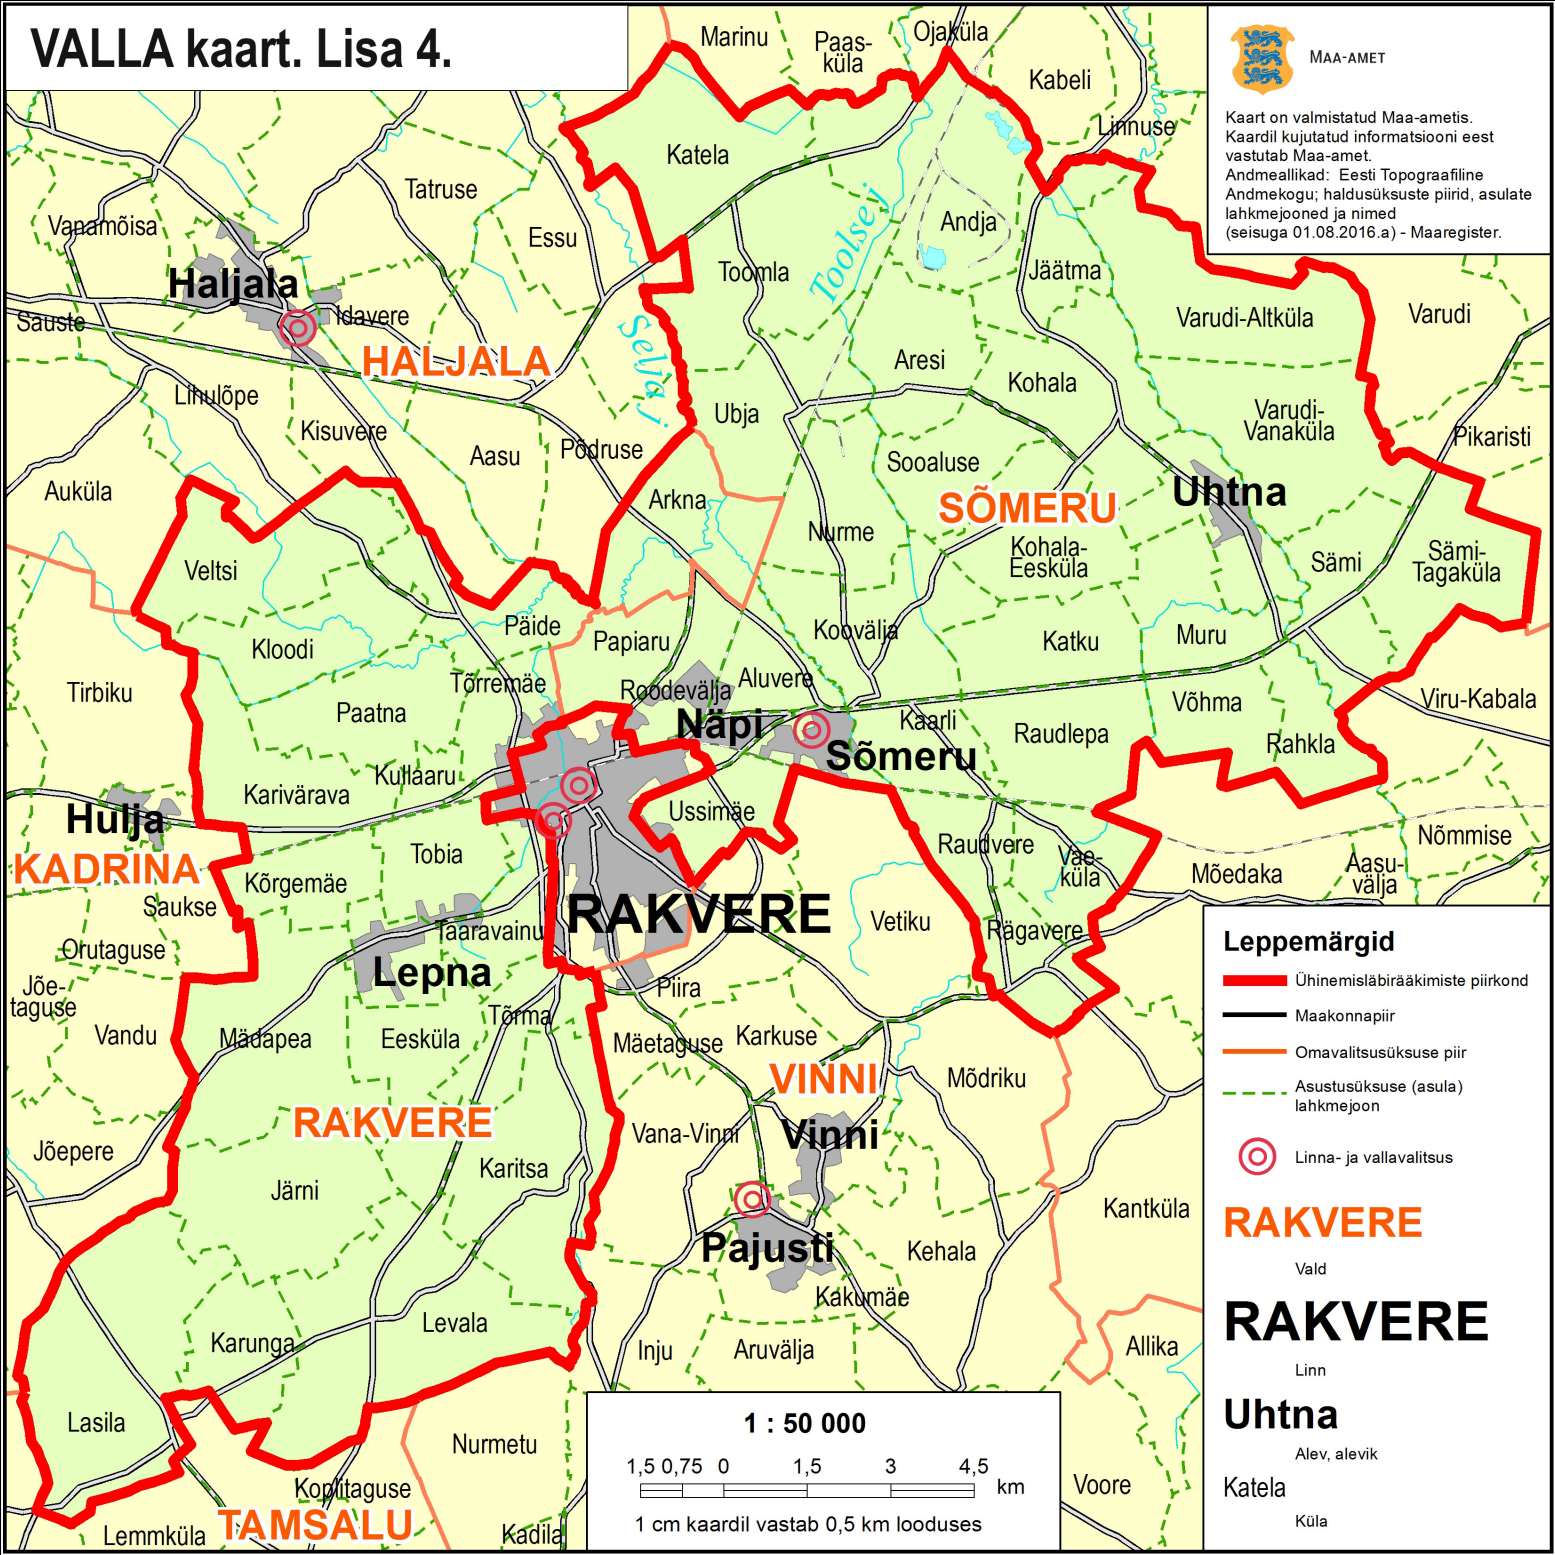 VALLA kaart. Lisa 4.
MAA-AMET
Kaart on valmistatud Maa-ametis.
Kaardil kujutatud informatsiooni eest
vastutab Maa-amet.
Andmeallikad: Eesti Topograafiline
Andmekogu; haldusüksuste piirid, asulate
lahkmejooned ja nimed
(seisuga 01.08.2016.a) - Maaregister.
Marinu
Paas-
küla
Ojaküla
Kabeli
Linnuse
Katela
Tatruse
Vanamõisa
Essu
Andja
Toolse j
Toomla
Jäätma
Haljala
Idavere
Sauste
HALJALA
Selja j
Varudi-Altküla
Varudi
Aresi
Kohala
Lihulõpe
Kisuvere
Ubja
Varudi-
Vanaküla
Pikaristi
Aasu
Põdruse
Sooaluse
Auküla
Arkna
SÕMERU
Uhtna
Nurme
Kohala-
Eesküla
Sämi
Sämi-
Tagaküla
Veltsi
Päide
Papiaru
Koovälja
Katku
Muru
Kloodi
Tirbiku
Tõrremäe
Roodevälja
Aluvere
Viru-Kabala
Paatna
Näpi
Kaarli
Võhma
Raudlepa
Rahkla
Sõmeru
Kullaaru
Karivärava
Hulja
Ussimäe
Nõmmise
KADRINA
Tobia
Raudvere
Vae-
küla
Mõedaka
Aasu-
välja
Kõrgemäe
Saukse
RAKVERE
Vetiku
Rägavere
Taaravainu
Orutaguse
Lepna
Jõe-
taguse
Piira
Vandu
Mädapea
Eesküla
Tõrma
Mäetaguse
Karkuse
VINNI
Mõdriku
RAKVERE
Vana-Vinni
Vinni
Jõepere
Karitsa
Järni
Kantküla
Pajusti
Kehala
Kakumäe
Karunga
Levala
Inju
Aruvälja
Allika
Lasila
Nurmetu
Koplitaguse
Voore
TAMSALU
Lemmküla
Kadila
1 : 50 000
1,5 0,75 0 1,5 3 4,5
km
1 cm kaardil vastab 0,5 km looduses
Leppemärgid
Ühinemisläbirääkimiste piirkond
Maakonnapiir
Omavalitsusüksuse piir
Asustusüksuse (asula)
lahkmejoon
Linna- ja vallavalitsus
RAKVERE
Vald
RAKVERE
Linn
Uhtna
Alev, alevik
Katela
Küla